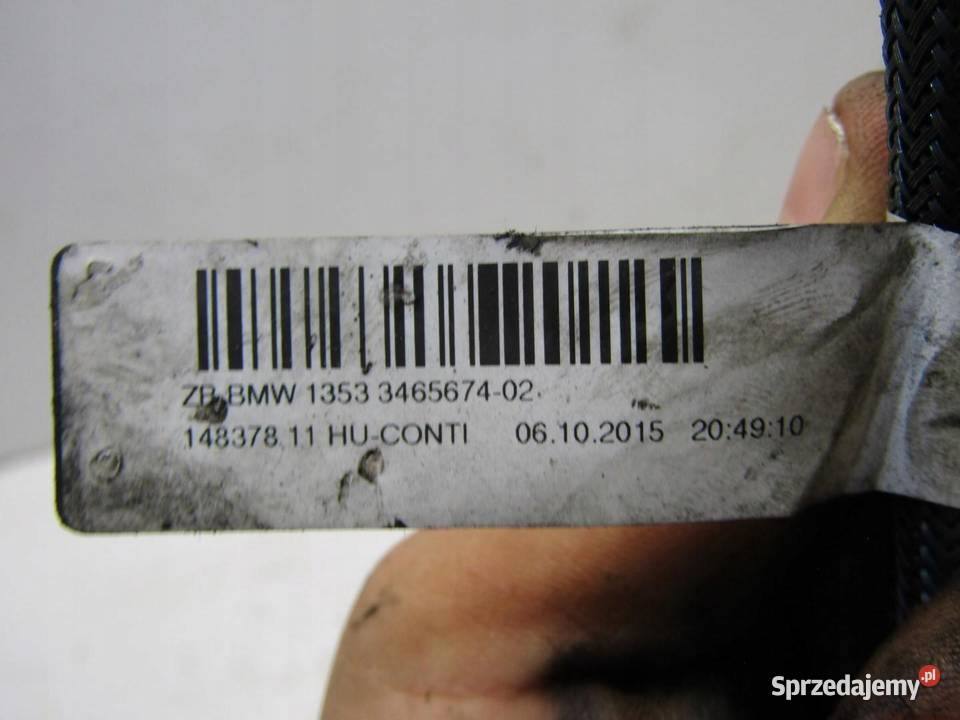 ZB BMW 1353 3465674-02
148378.11 HU-CONTI 06.10.2015 20:49:10
Sprzedajemy.pl